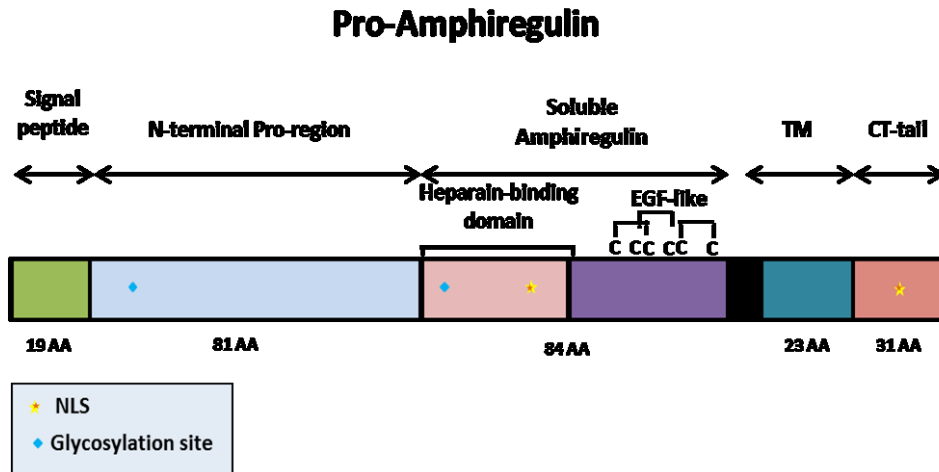 Pro-Amphiregulin
Signal
peptide
N-terminal Pro-region
Soluble
Amphiregulin
TM
CT-tail
Heparain-binding
domain
EGF-like
C C C C C C
19 AA
81 AA
84 AA
23 AA
31 AA
NLS
Glycosylation site